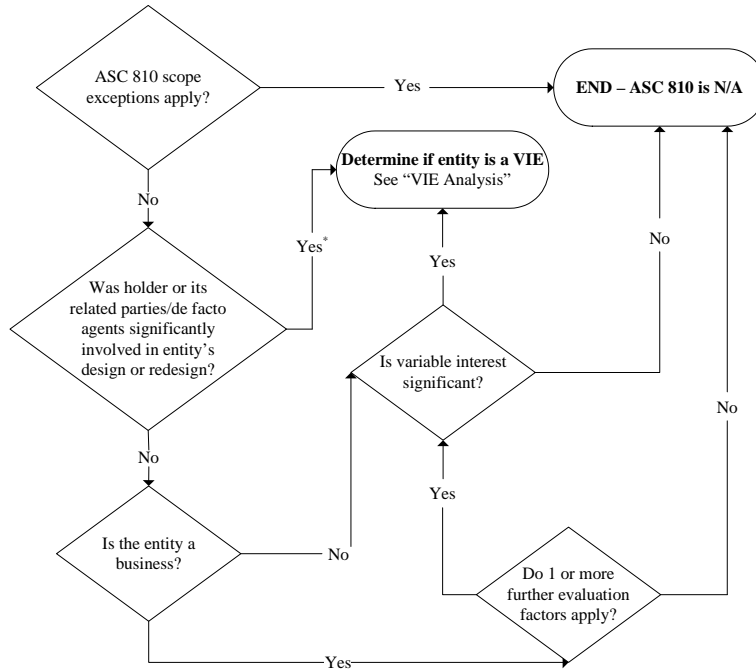 ASC 810 scope
exceptions apply?
Yes
END – ASC 810 is N/A
No
Determine if entity is a VIE
See “VIE Analysis”
Yes*
Was holder or its
related parties/de facto
agents significantly
involved in entity’s
design or redesign?
Yes
No
Is variable interest
significant?
No
No
Yes
Is the entity a
business?
No
Do 1 or more
further evaluation
factors apply?
Yes